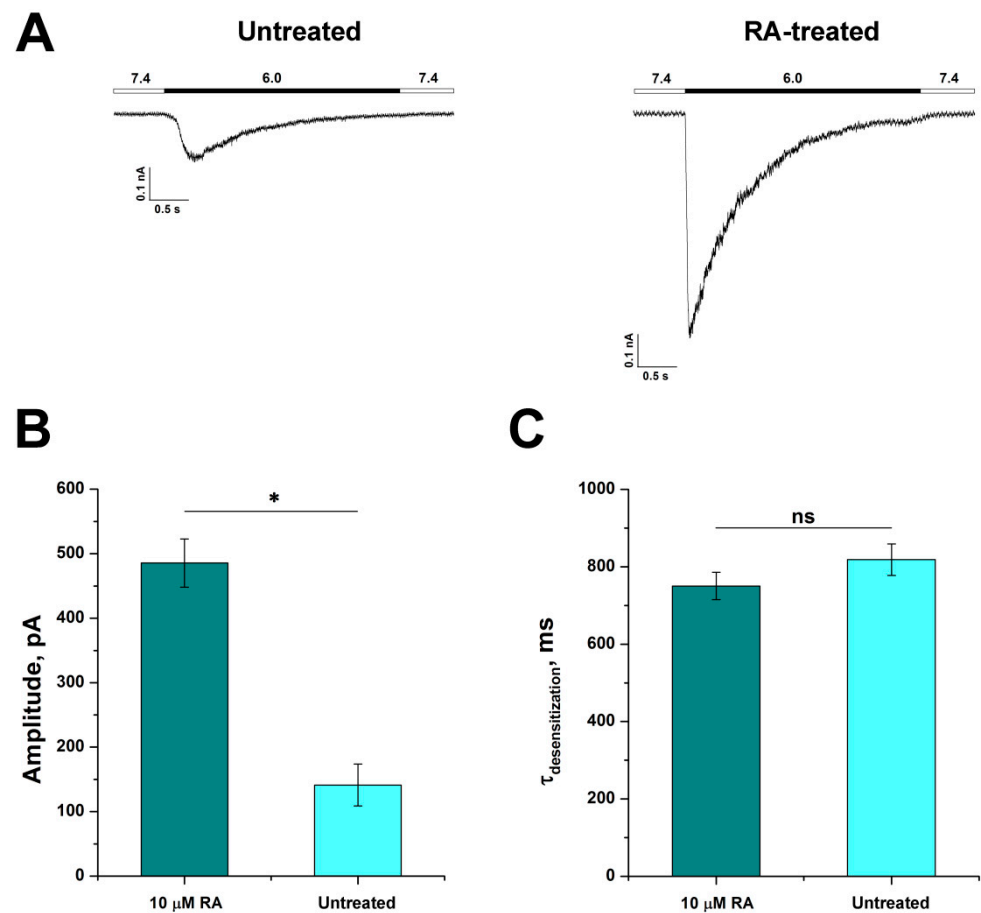 A
Untreated
RA-treated
7.4 6.0 7.4
7.4 6.0 7.4
0.1 nA
0.5 s
0.1 nA
0.5 s
B
C
Amplitude, pA
600
500
400
300
200
100
0
*
10 μM RA
Untreated
τdesensitization, ms
1000
800
600
400
200
0
ns
10 μM RA
Untreated